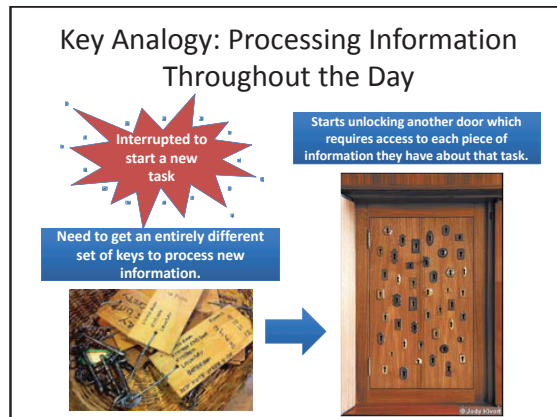 Key Analogy: Processing Information
Throughout the Day
Interrupted to
start a new
task
Starts unlocking another door which
requires access to each piece of
information they have about that task.
Need to get an entirely different
set of keys to process new
information.